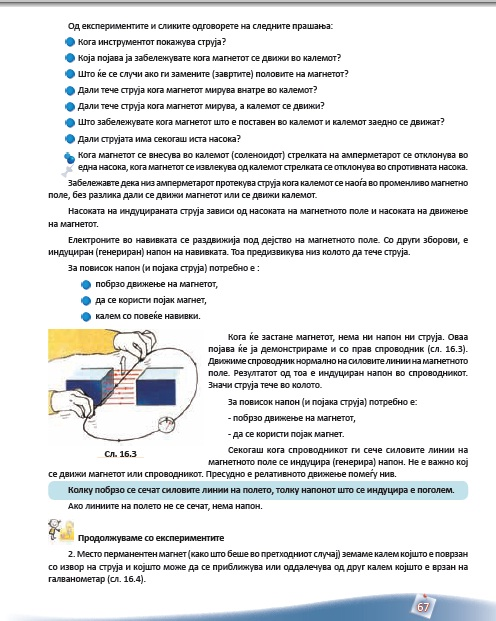 Од експериментите и сликите одговорете на следните прашања:
Кога инструментот покажува струја?
Која појава ја забележувате кога магнетот се движи во калемот?
Што ќе се случи ако ги замените (завртите) половите на магнетот?
Дали тече струја кога магнетот мирува внатре во калемот?
Дали тече струја кога магнетот мирува, а калемот се движи?
Што забележувате кога магнетот што е поставен во калемот и калемот заедно се движат?
Дали струјата има секогаш иста насока?
Кога магнетот се внесува во калемот (соленоидот) стрелката на амперметарот се отклонува во
една насока, кога магнетот се извлекува од калемот стрелката се отклонува во спротивната насока.
Забележавте дека низ амперметарот протекува струја кога калемот се наоѓа во променливо магнетно
поле, без разлика дали се движи магнетот или се движи калемот.
Насоката на индуцираната струја зависи од насоката на магнетното поле и насоката на движење
на магнетот.
Електроните во навивката се раздвижија под дејство на магнетното поле. Со други зборови, е
индуциран (генериран) напон на навивката. Тоа предизвикува низ колото да тече струја.
За повисок напон (и појака струја) потребно е :
побрзо движење на магнетот,
да се користи појак магнет,
калем со повеќе навивки.
Кога ќе застане магнетот, нема ни напон ни струја. Оваа
појава ќе ја демонстрираме и со прав спроводник (сл. 16.3).
Движиме спроводник нормално на силовите линии на магнетното
поле. Резултатот од тоа е индуциран напон во спроводникот.
Значи струја тече во колото.
За повисок напон (и појака струја) потребно е:
- побрзо движење на магнетот,
- да се користи појак магнет.
Сл. 16.3
Секогаш кога спроводникот ги сече силовите линии на
магнетното поле се индуцира (генерира) напон. Не е важно кој
се движи магнетот или спроводникот. Пресудно е релативното движење помеѓу нив.
Колку побрзо се сечат силовите линии на полето, толку напонот што се индуцира е поголем.
Ако линиите на полето не се сечат, нема напон.
Продолжуваме со експериментите
2. Место перманентен магнет (како што беше во претходниот случај) земаме калем којшто е поврзан
со извор на струја и којшто може да се приближува или оддалечува од друг калем којшто е врзан на
галванометар (сл. 16.4).
67